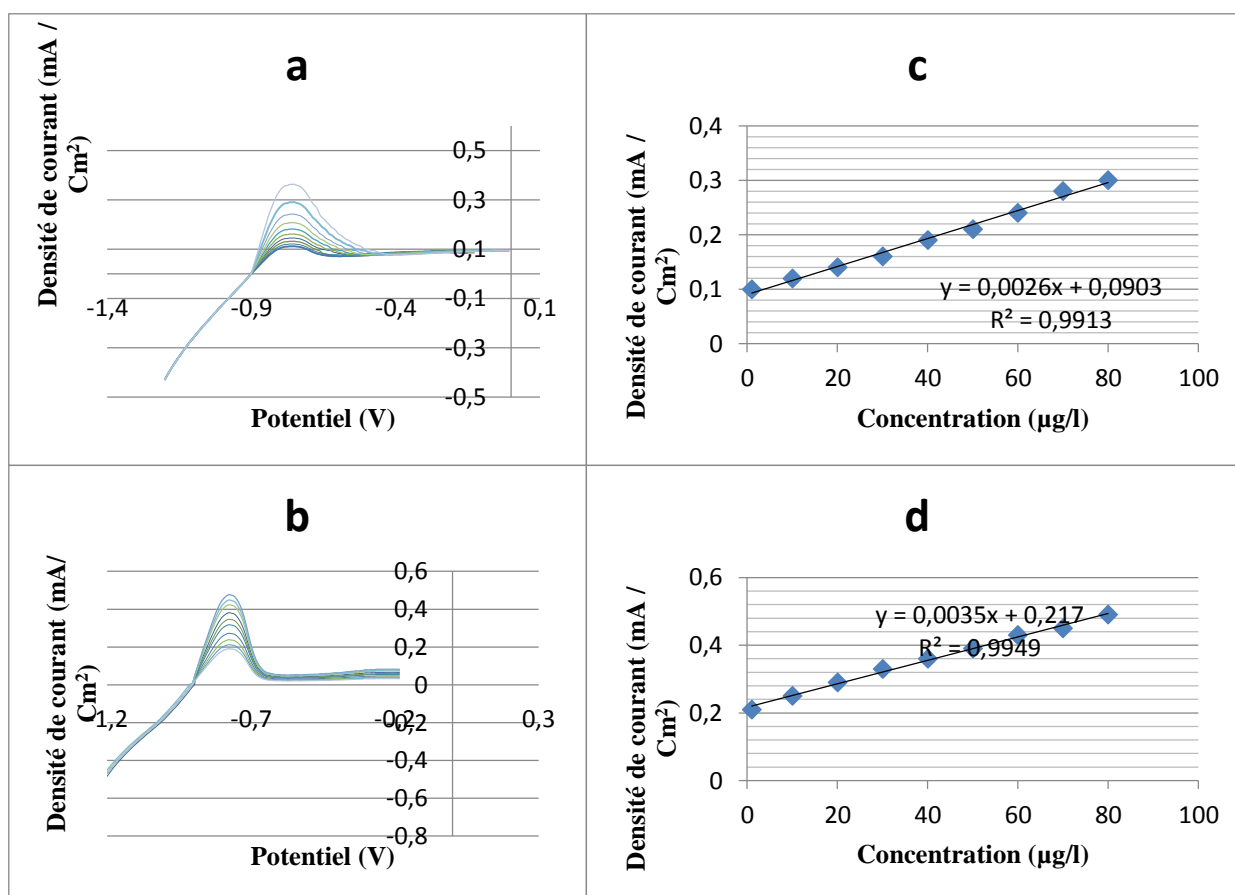 a
Densité de courant (mA /
Cm²)
0,5
0,3
0,1
-0,1
-0,3
-0,5
-1,4
-0,9
-0,4
0,1
Potentiel (V)
c
Densité de courant (mA /
Cm²)
0,4
0,3
0,2
0,1
0
y = 0,0026x + 0,0903
R² = 0,9913
0
20
40
60
80
100
Concentration (µg/l)
b
Densité de courant (mA/
Cm²)
0,6
0,4
0,2
0
-0,2
-0,4
-0,6
-0,8
-1,2
-0,7
-0,2
0,3
Potentiel (V)
d
Densité de courant (mA /
Cm²)
0,6
0,4
0,2
0
y = 0,0035x + 0,217
R² = 0,9949
0
20
40
60
80
100
Concentration (µg/l)